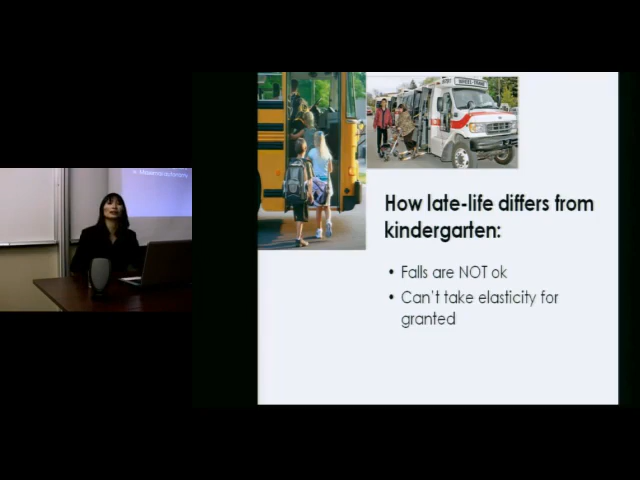 How late-life differs from
kindergarten:
• Falls are NOT ok
• Can't take elasticity for
granted